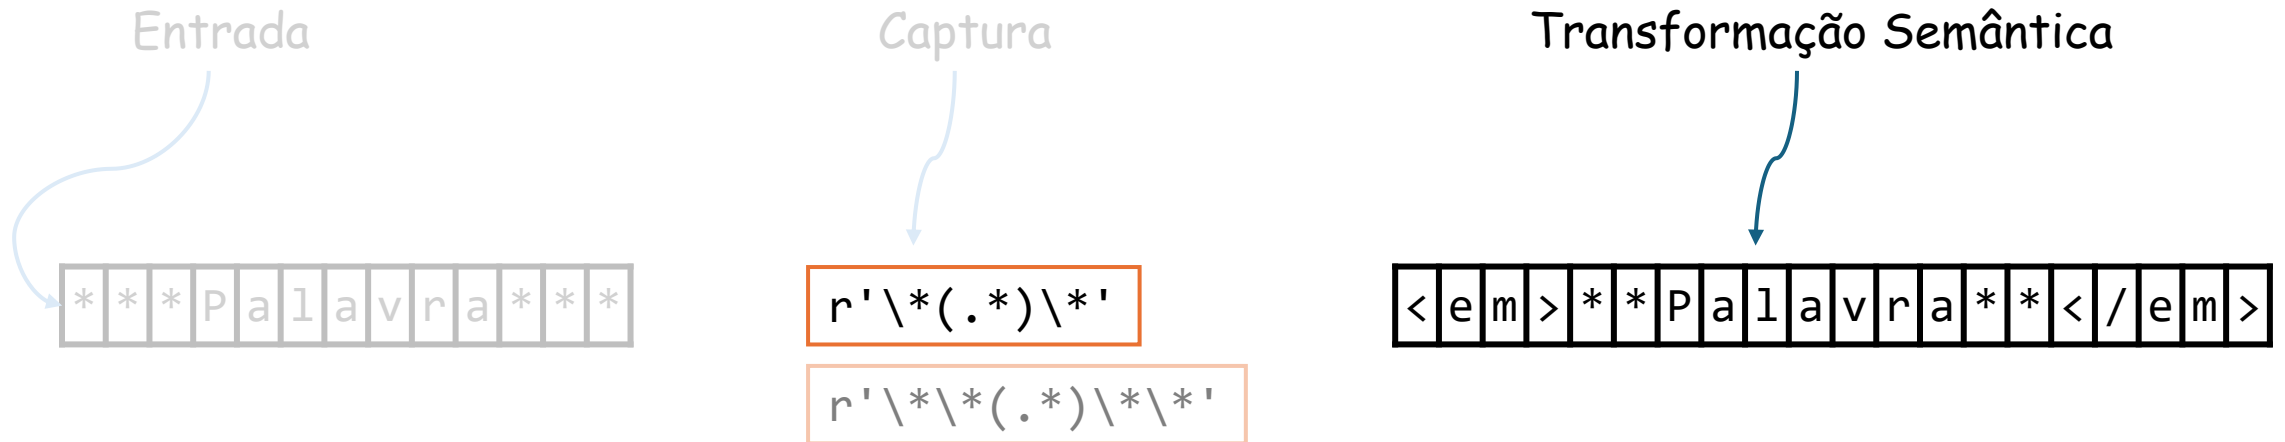 Entrada
Captura
Transformação Semântica
***Palavra***
r'\*(.*)\*'
<em>**Palavra**</em>
r'\*\*(.*)\*\*'